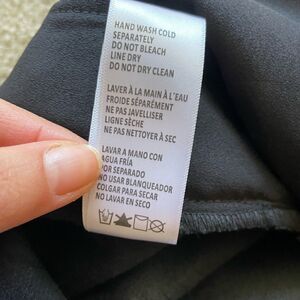 HAND WASH COLD
SEPARATELY
DO NOT BLEACH
LINE DRY
DO NOT DRY CLEAN
LAVER À LA MAIN À L'EAU
FROIDE SÉPARÉMENT
NE PAS JAVELLISER
LIGNE SÈCHE
NE PAS NETTOYER À SEC
LAVAR A MANO CON
AGUA FRÍA
POR SEPARADO
NO USAR BLANQUEADOR
COLGAR PARA SECAR
NO LAVAR EN SECO